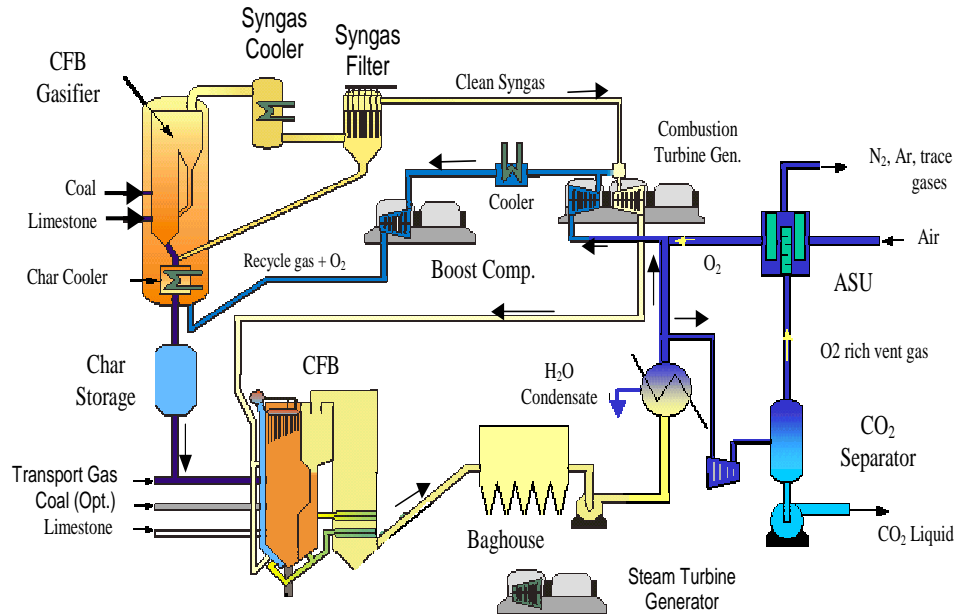 Syngas
Cooler
Syngas
Filter
CFB
Gasifier
Clean Syngas
Combustion
Turbine Gen.
N2, Ar, trace
gases
Coal
Limestone
Cooler
Air
Char Cooler
Recycle gas + O2
Boost Comp.
O2
ASU
Char
Storage
CFB
H2O
Condensate
O2 rich vent gas
CO2
Separator
Transport Gas
Coal (Opt.)
Limestone
Baghouse
CO2 Liquid
Steam Turbine
Generator